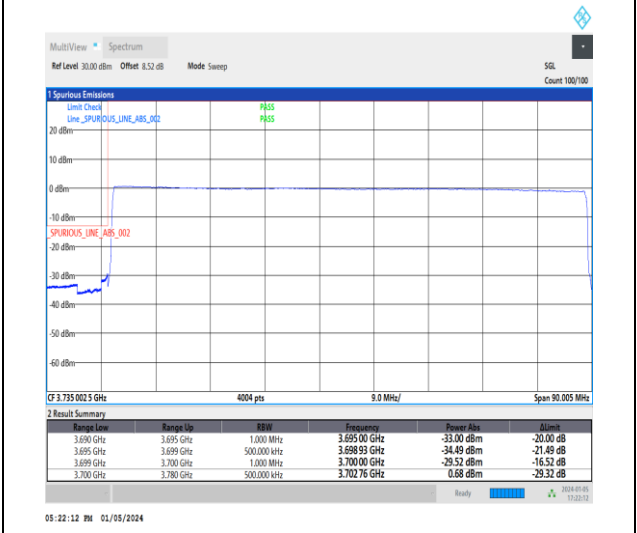 MultiView Spectrum
Ref Level 30.00 dBm Offset 8.52 dB Mode Sweep SGL
Count 100/100
1 Spurious Emissions
Limit Check PASS
Line _SPURIOUS_LINE_ABS_002 PASS
20 dBm
10 dBm
0 dBm
-10 dBm
_SPURIOUS_LINE_ABS_002
-20 dBm
-30 dBm
-40 dBm
-50 dBm
-60 dBm
CF 3.735 002 5 GHz 4004 pts 9.0 MHz/ Span 90.005 MHz
2 Result Summary
Range Low Range Up RBW Frequency Power Abs ΔLimit
3.690 GHz 3.695 GHz 1.000 MHz 3.695 00 GHz -33.00 dBm -20.00 dB
3.695 GHz 3.699 GHz 500.000 kHz 3.698 93 GHz -34.49 dBm -21.49 dB
3.699 GHz 3.700 GHz 1.000 MHz 3.700 00 GHz -29.52 dBm -16.52 dB
3.700 GHz 3.780 GHz 500.000 kHz 3.702 76 GHz 0.68 dBm -29.32 dB
Ready 2024-01-05
17:22:12
05:22:12 PM 01/05/2024